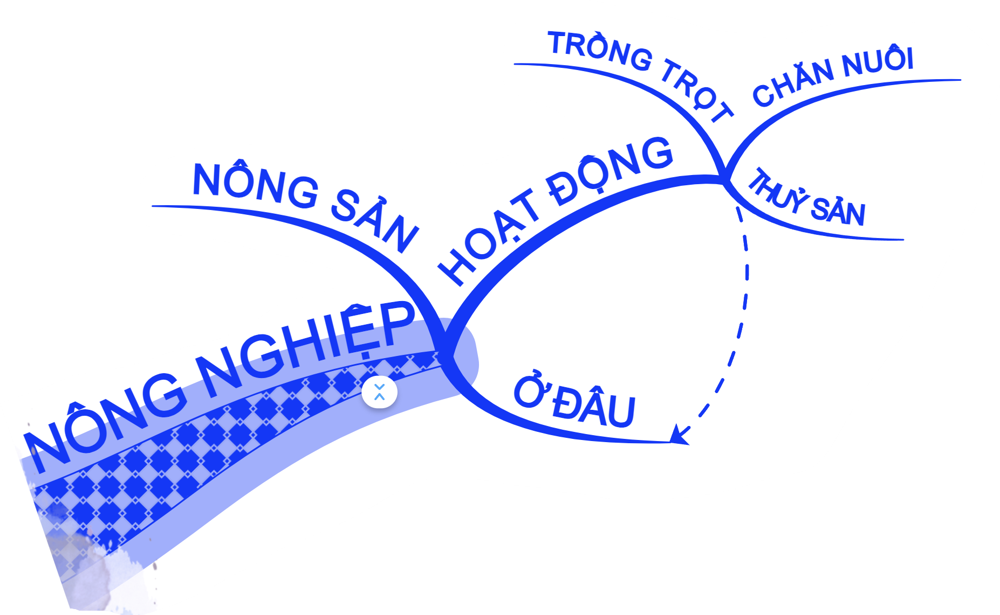 TRỒNG TRỌT
CHĂN NUÔI
NÔNG SẢN
HOẠT ĐỘNG
THUỶ SẢN
NÔNG NGHIỆP
Ở ĐÂU